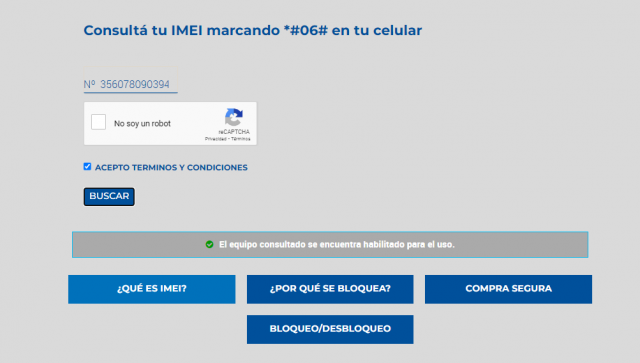 Consultá tu IMEI marcando *#06# en tu celular
Nº 356078090394
No soy un robot
reCAPTCHA
Privacidad - Términos
ACEPTO TERMINOS Y CONDICIONES
BUSCAR
El equipo consultado se encuentra habilitado para el uso.
¿QUÉ ES IMEI?
¿POR QUÉ SE BLOQUEA?
COMPRA SEGURA
BLOQUEO/DESBLOQUEO